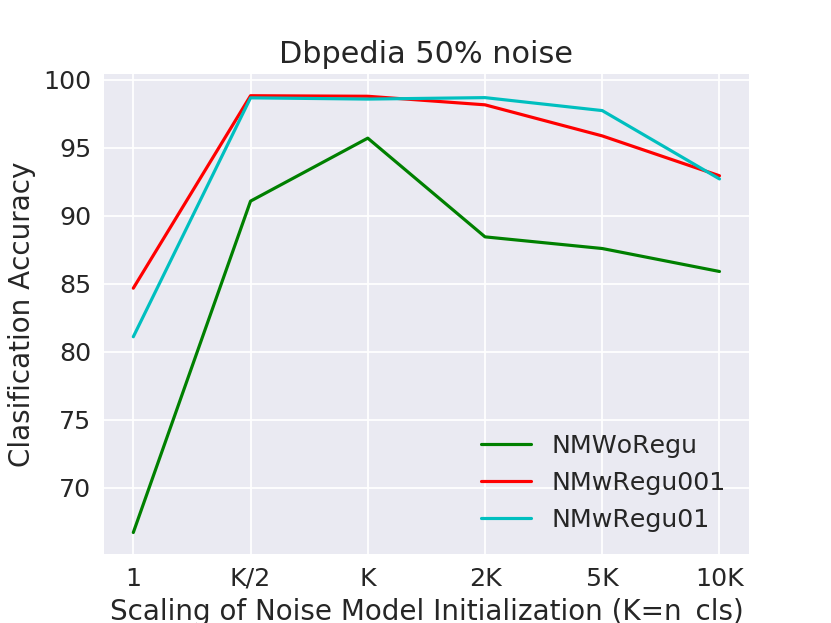 Dbpedia 50% noise
Clasification Accuracy
100
95
90
85
80
75
70
NMWoRegu
NMwRegu001
NMwRegu01
1 K/2 K 2K 5K 10K
Scaling of Noise Model Initialization (K=n cls)